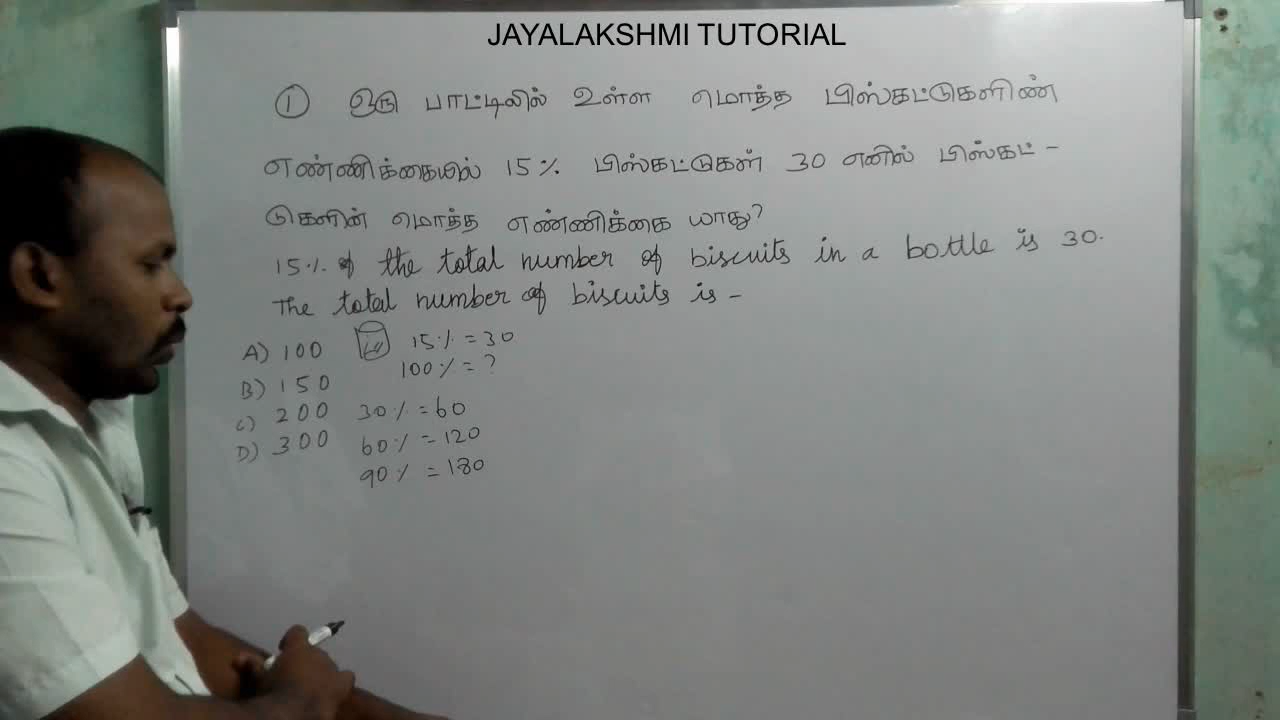 JAYALAKSHMI TUTORIAL
① ஒரு பாட்டிலில் உள்ள மொத்த பிஸ்கட்டுகளிண்
எண்ணிக்கையில் 15% பிஸ்கட்டுகள் 30 எனில் பிஸ்கட் -
டுகளின் மொத்த எண்ணிக்கை யாது?
15% of the total number of biscuits in a bottle is 30.
The total number of biscuits is -
A) 100
B) 150
C) 200
D) 300
15% = 30
100% = ?
30% = 60
60% = 120
90% = 180